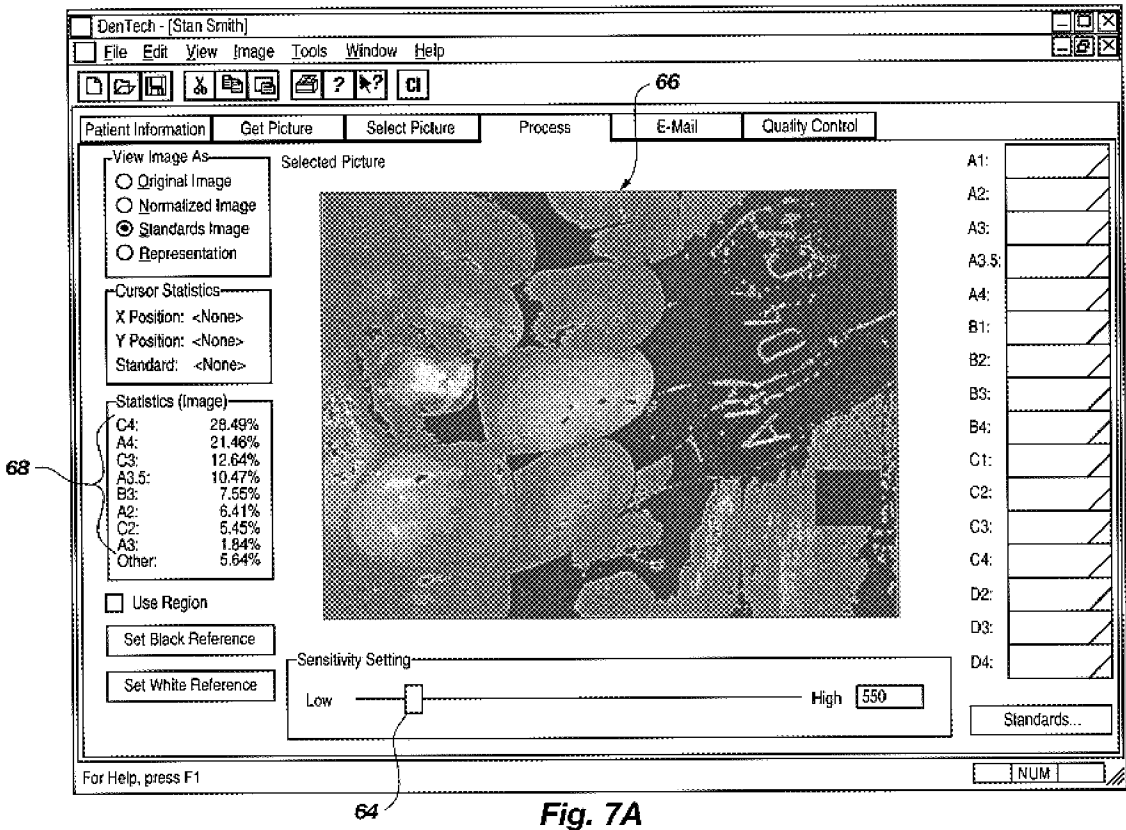 DenTech - [Stan Smith]
File Edit View Image Tools Window Help
? ? CI
66
Patient Information Get Picture Select Picture Process E-Mail Quality Control
View Image As
Original Image
Normalized Image
Standards Image
Representation
Selected Picture
Cursor Statistics
X Position: <None>
Y Position: <None>
Standard: <None>
Statistics (Image)
C4: 28.49%
A4: 21.46%
C3: 12.64%
A3.5: 10.47%
B3: 7.55%
A2: 6.41%
C2: 5.45%
A3: 1.84%
Other: 5.64%
68
Use Region
Set Black Reference
Set White Reference
Sensitivity Setting
Low High 550
64
A1:
A2:
A3:
A3.5:
A4:
B1:
B2:
B3:
B4:
C1:
C2:
C3:
C4:
D2:
D3:
D4:
Standards...
For Help, press F1 NUM
Fig. 7A